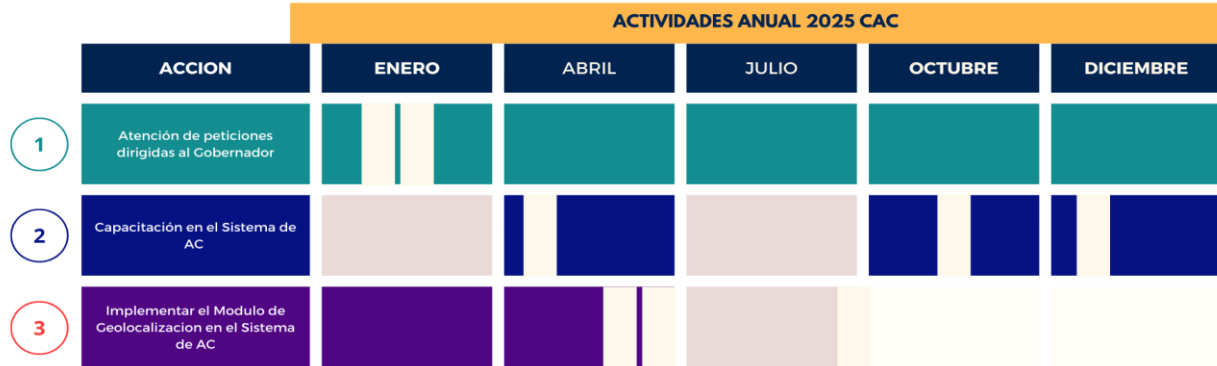 ACTIVIDADES ANUAL 2025 CAC
ACCION ENERO ABRIL JULIO OCTUBRE DICIEMBRE
1
Atención de peticiones
dirigidas al Gobernador
2
Capacitación en el Sistema de
AC
3
Implementar el Modulo de
Geolocalizacion en el Sistema
de AC